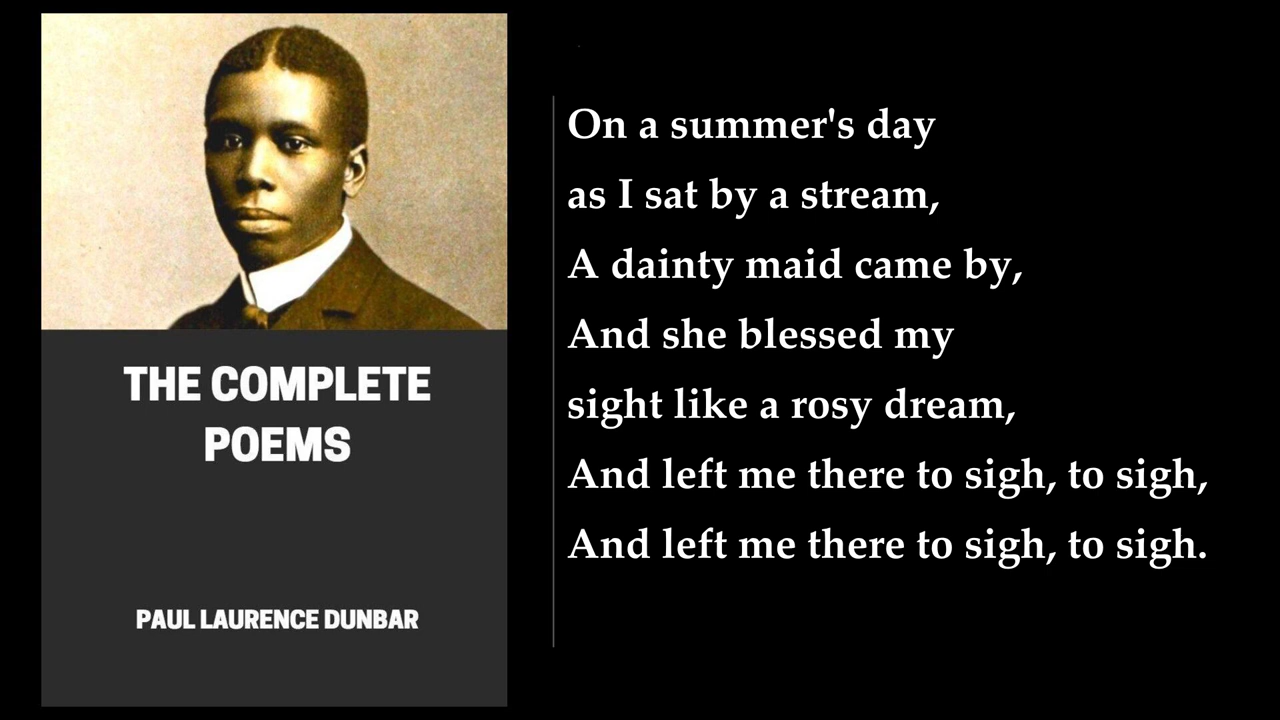 THE COMPLETE
POEMS
PAUL LAURENCE DUNBAR
On a summer's day
as I sat by a stream,
A dainty maid came by,
And she blessed my
sight like a rosy dream,
And left me there to sigh, to sigh,
And left me there to sigh, to sigh.